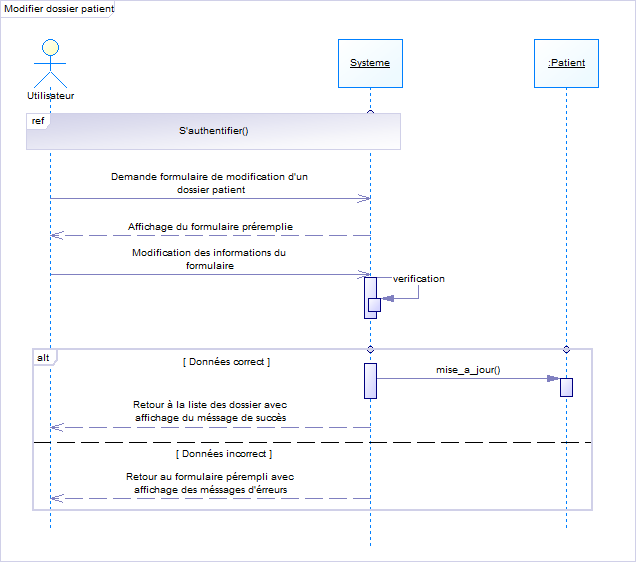 Modifier dossier patient
Systeme
:Patient
Utilisateur
ref
S'authentifier()
Demande formulaire de modification d'un
dossier patient
Affichage du formulaire préremplie
Modification des informations du
formulaire
verification
alt
[ Données correct ]
mise_a_jour()
Retour à la liste des dossier avec
affichage du méssage de succès
[ Données incorrect ]
Retour au formulaire pérempli avec
affichage des méssages d'érreurs